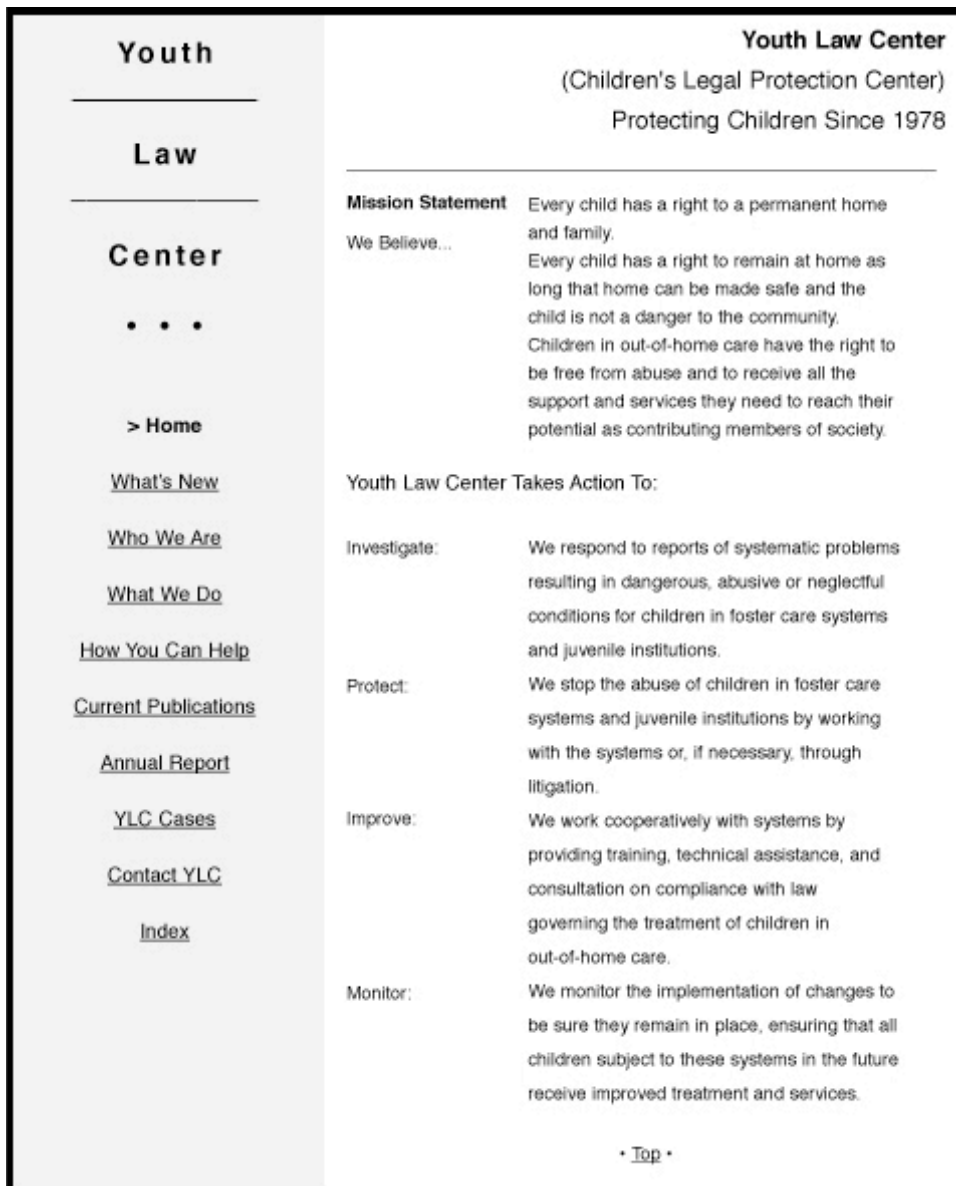 Youth
Law
Center
• • •
> Home
What's New
Who We Are
What We Do
How You Can Help
Current Publications
Annual Report
YLC Cases
Contact YLC
Index
Youth Law Center
(Children's Legal Protection Center)
Protecting Children Since 1978
Mission Statement
We Believe...
Every child has a right to a permanent home
and family.
Every child has a right to remain at home as
long that home can be made safe and the
child is not a danger to the community.
Children in out-of-home care have the right to
be free from abuse and to receive all the
support and services they need to reach their
potential as contributing members of society.
Youth Law Center Takes Action To:
Investigate:
We respond to reports of systematic problems
resulting in dangerous, abusive or neglectful
conditions for children in foster care systems
and juvenile institutions.
Protect:
We stop the abuse of children in foster care
systems and juvenile institutions by working
with the systems or, if necessary, through
litigation.
Improve:
We work cooperatively with systems by
providing training, technical assistance, and
consultation on compliance with law
governing the treatment of children in
out-of-home care.
Monitor:
We monitor the implementation of changes to
be sure they remain in place, ensuring that all
children subject to these systems in the future
receive improved treatment and services.
• Top •